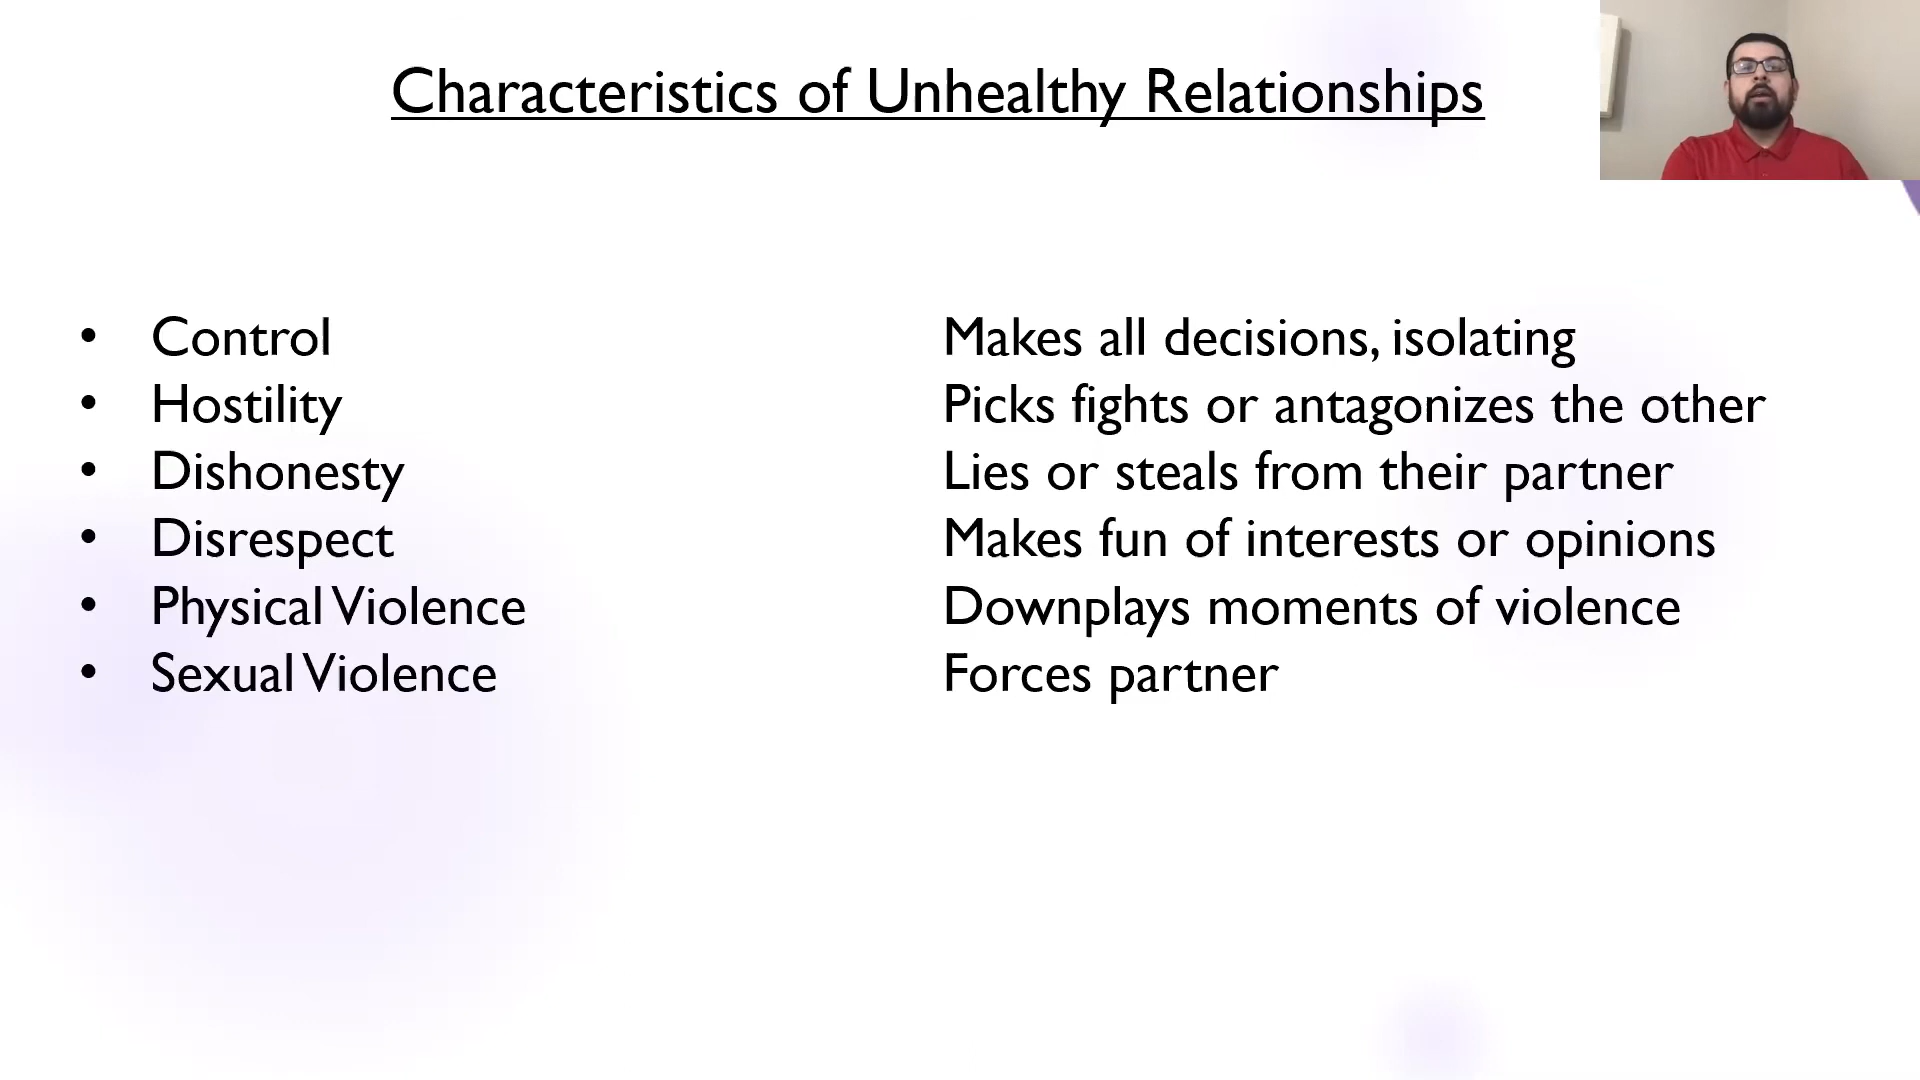 Characteristics of Unhealthy Relationships
• Control Makes all decisions, isolating
• Hostility Picks fights or antagonizes the other
• Dishonesty Lies or steals from their partner
• Disrespect Makes fun of interests or opinions
• Physical Violence Downplays moments of violence
• Sexual Violence Forces partner